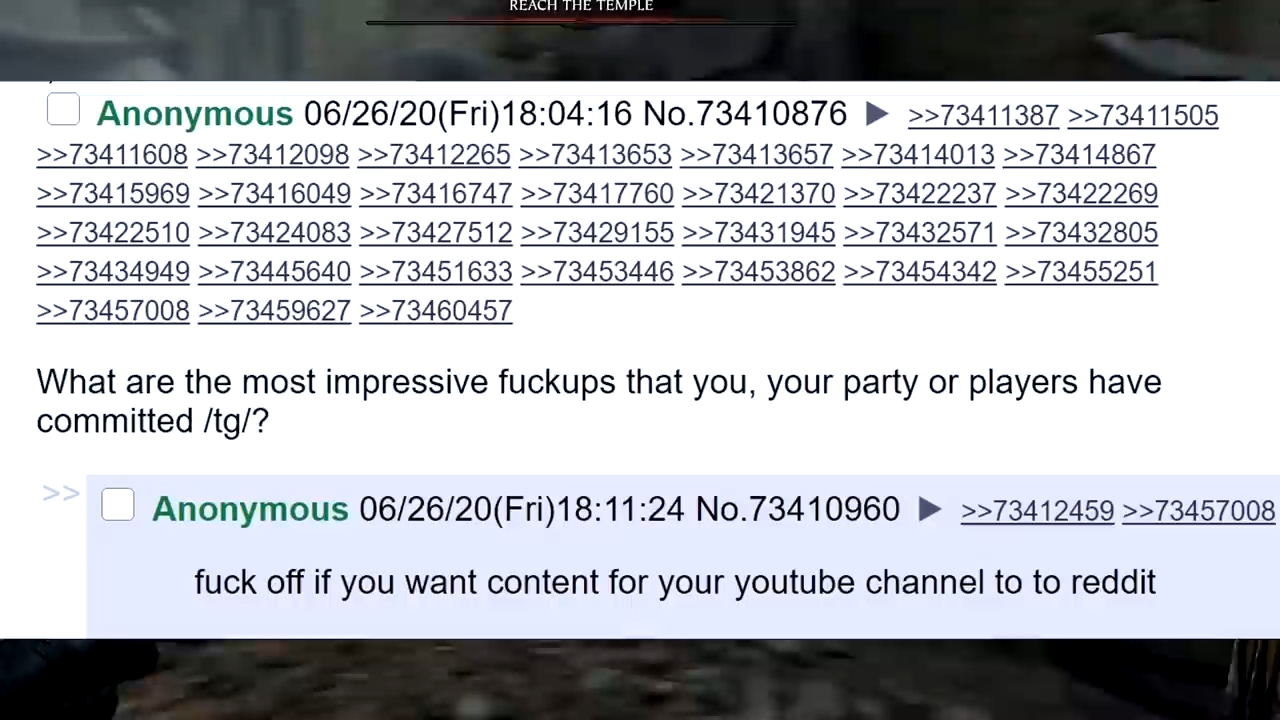 REACH THE TEMPLE
Anonymous 06/26/20(Fri)18:04:16 No.73410876 ▶ >>73411387 >>73411505
>>73411608 >>73412098 >>73412265 >>73413653 >>73413657 >>73414013 >>73414867
>>73415969 >>73416049 >>73416747 >>73417760 >>73421370 >>73422237 >>73422269
>>73422510 >>73424083 >>73427512 >>73429155 >>73431945 >>73432571 >>73432805
>>73434949 >>73445640 >>73451633 >>73453446 >>73453862 >>73454342 >>73455251
>>73457008 >>73459627 >>73460457
What are the most impressive fuckups that you, your party or players have
committed /tg/?
>> Anonymous 06/26/20(Fri)18:11:24 No.73410960 ▶ >>73412459 >>73457008
fuck off if you want content for your youtube channel to to reddit